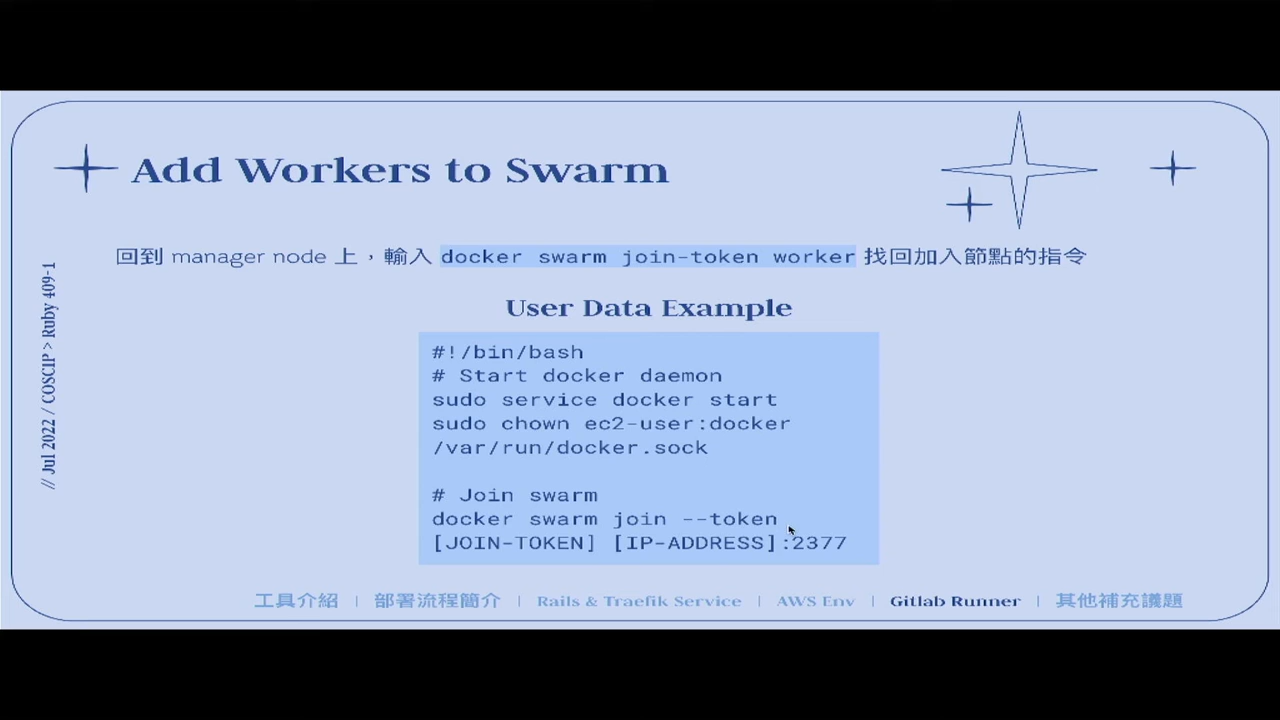 Add Workers to Swarm
回到 manager node 上，輸入 docker swarm join-token worker 找回加入節點的指令
// Jul 2022 / COSCIP > Ruby 409-1
User Data Example
#!/bin/bash
# Start docker daemon
sudo service docker start
sudo chown ec2-user:docker
/var/run/docker.sock
# Join swarm
docker swarm join --token
[JOIN-TOKEN] [IP-ADDRESS]:2377
工具介紹 | 部署流程簡介 | Rails & Traefik Service | AWS Env | Gitlab Runner | 其他補充議題